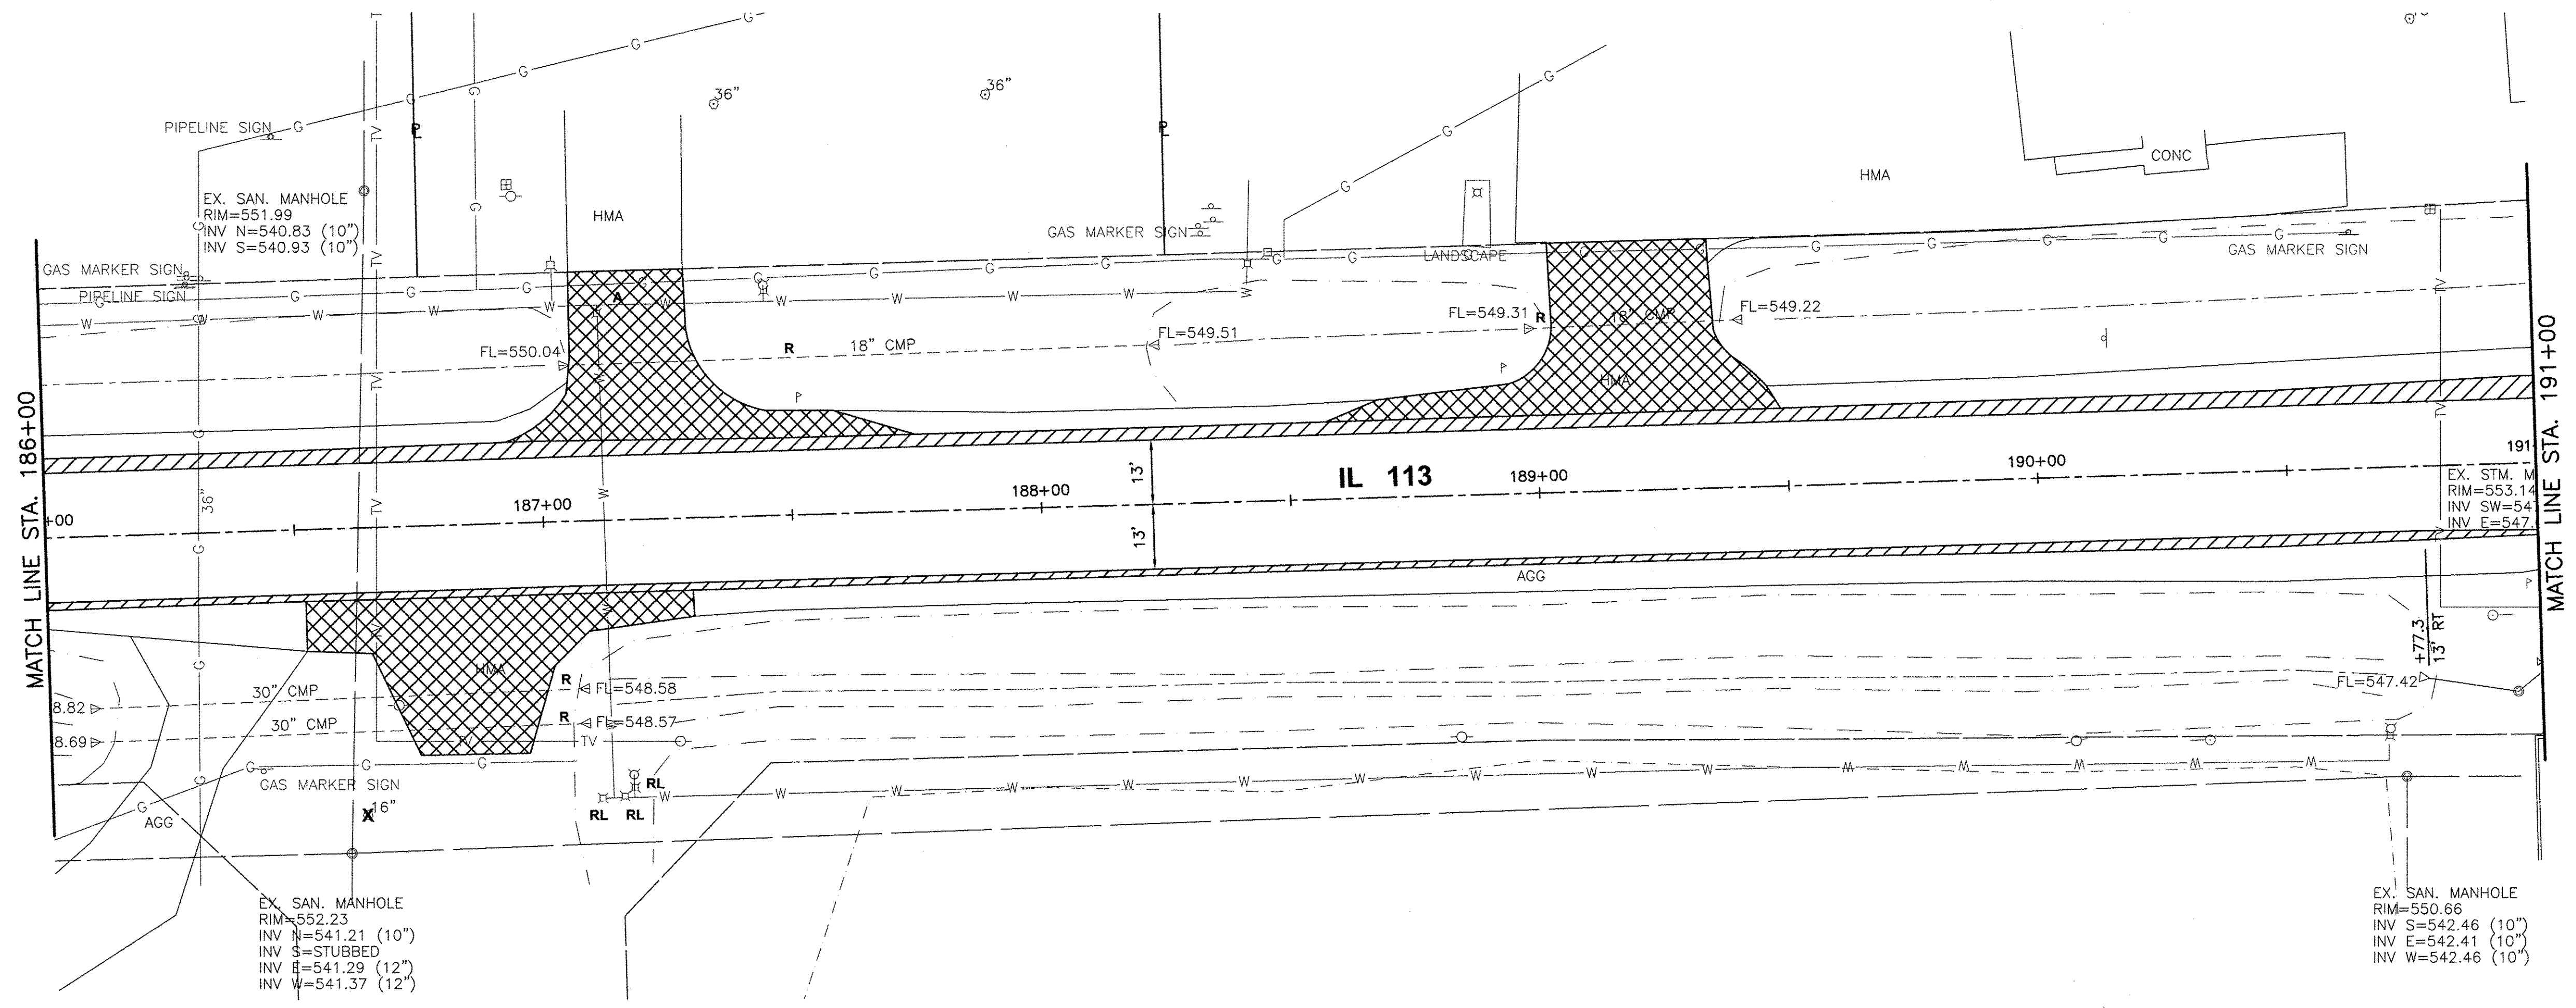 36"
36"
PIPELINE SIGN
CONC
HMA
EX. SAN. MANHOLE
RIM=551.99
INV N=540.83 (10")
INV S=540.93 (10")
HMA
GAS MARKER SIGN
GAS MARKER SIGN
LANDSCAPE
GAS MARKER SIGN
PIPELINE SIGN
A
FL=549.31 R
18" CMP
FL=549.22
FL=549.51
FL=550.04
R
18" CMP
HMA
MATCH LINE STA. 186+00
MATCH LINE STA. 191+00
+00
187+00
188+00
189+00
190+00
191
IL 113
13'
13'
36"
EX. STM. M
RIM=553.14
INV SW=547
INV E=547.
AGG
+77.3
13' RT
HMA
30" CMP
R
FL=548.58
8.82
30" CMP
R
FL=548.57
8.69
FL=547.42
TV
GAS MARKER SIGN
AGG
X
16"
RL
RL
RL
EX. SAN. MANHOLE
RIM=552.23
INV N=541.21 (10")
INV S=STUBBED
INV E=541.29 (12")
INV W=541.37 (12")
EX. SAN. MANHOLE
RIM=550.66
INV S=542.46 (10")
INV E=542.41 (10")
INV W=542.46 (10")